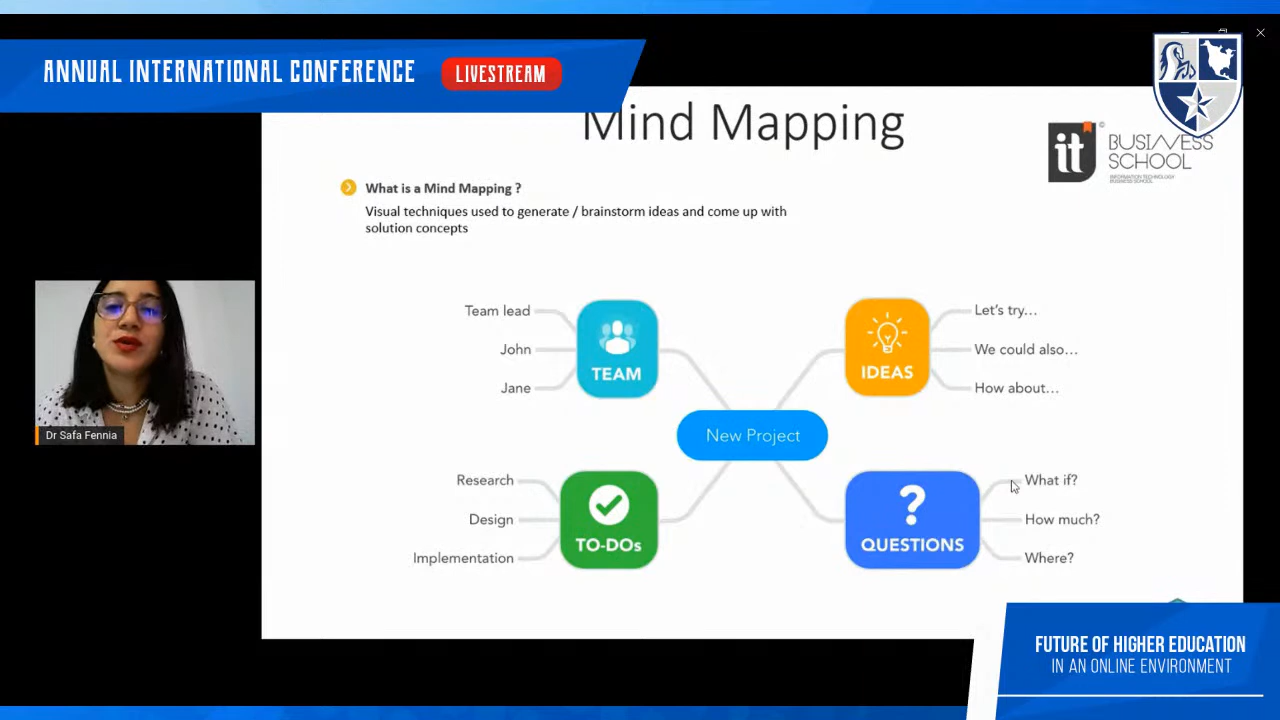 ANNUAL INTERNATIONAL CONFERENCE
LIVESTREAM
Mind Mapping
it
©
BUSINESS
SCHOOL
INFORMATION TECHNOLOGY
BUSINESS SCHOOL
What is a Mind Mapping ?
Visual techniques used to generate / brainstorm ideas and come up with
solution concepts
Team lead
John
Jane
TEAM
IDEAS
Let's try...
We could also...
How about...
New Project
Research
Design
Implementation
TO-DOs
QUESTIONS
What if?
How much?
Where?
Dr Safa Fennia
FUTURE OF HIGHER EDUCATION
IN AN ONLINE ENVIRONMENT